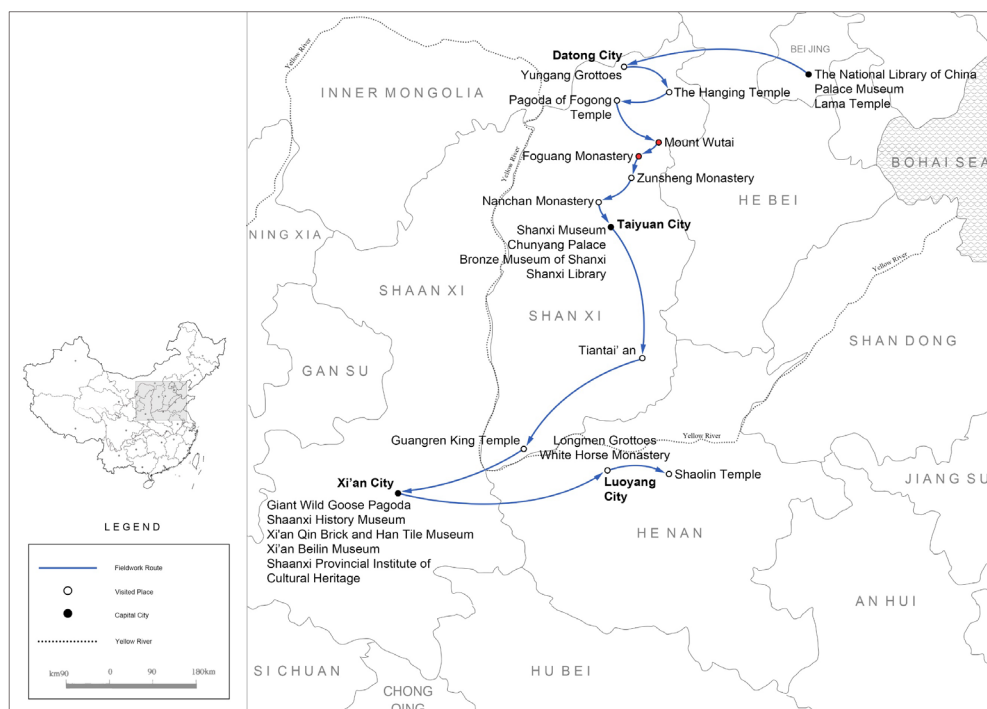 Yellow River
Datong City
Yungang Grottoes
BEI JING
The National Library of China
Palace Museum
Lama Temple
INNER MONGOLIA
The Hanging Temple
Pagoda of Fogong
Temple
Mount Wutai
Foguang Monastery
Yellow River
BOHAI SEA
Zunsheng Monastery
HE BEI
Nanchan Monastery
NING XIA
Taiyuan City
Shanxi Museum
Chunyang Palace
Bronze Museum of Shanxi
Shanxi Library
Yellow River
SHAAN XI
SHAN XI
SHAN DONG
Tiantai' an
GAN SU
Guangren King Temple
Longmen Grottoes
White Horse Monastery
Yellow River
Shaolin Temple
Luoyang
City
JIANG SU
Xi'an City
Giant Wild Goose Pagoda
Shaanxi History Museum
Xi'an Qin Brick and Han Tile Museum
Xi'an Beilin Museum
Shaanxi Provincial Institute of
Cultural Heritage
HE NAN
AN HUI
SI CHUAN
CHONG
QING
HU BEI
LEGEND
Fieldwork Route
Visited Place
Capital City
Yellow River
km90 0 90 180km